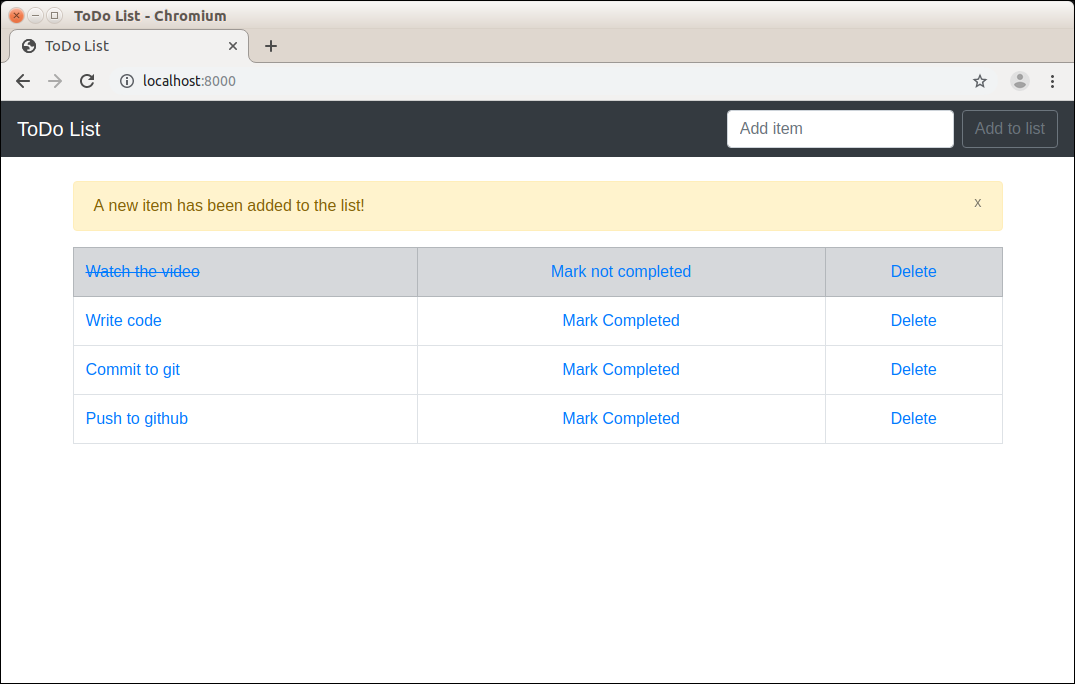 ToDo List - Chromium
ToDo List
localhost:8000
ToDo List Add item Add to list
A new item has been added to the list! x
Watch the video Mark not completed Delete
Write code Mark Completed Delete
Commit to git Mark Completed Delete
Push to github Mark Completed Delete